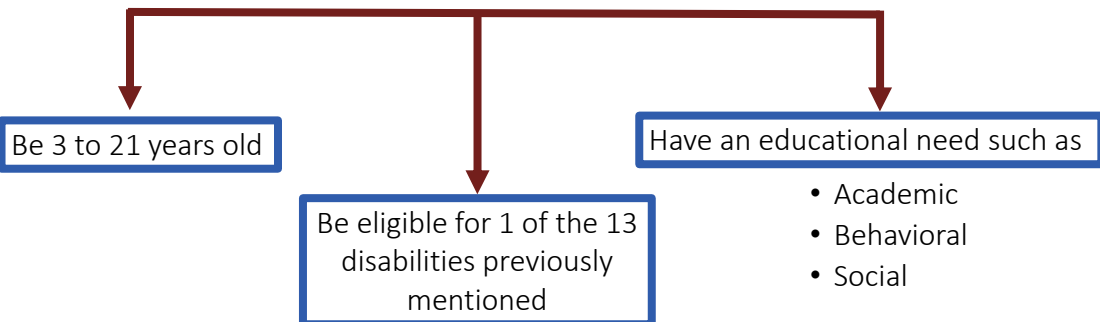 Be 3 to 21 years old
Be eligible for 1 of the 13
disabilities previously
mentioned
Have an educational need such as
• Academic
• Behavioral
• Social